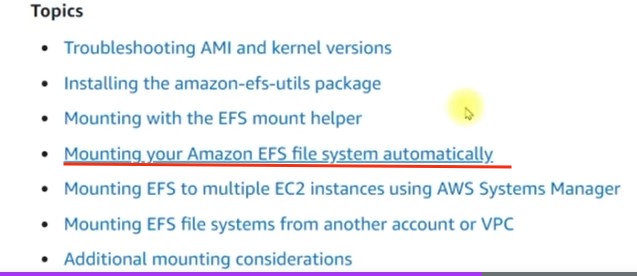 Topics
Troubleshooting AMI and kernel versions
Installing the amazon-efs-utils package
Mounting with the EFS mount helper
Mounting your Amazon EFS file system automatically
Mounting EFS to multiple EC2 instances using AWS Systems Manager
Mounting EFS file systems from another account or VPC
Additional mounting considerations